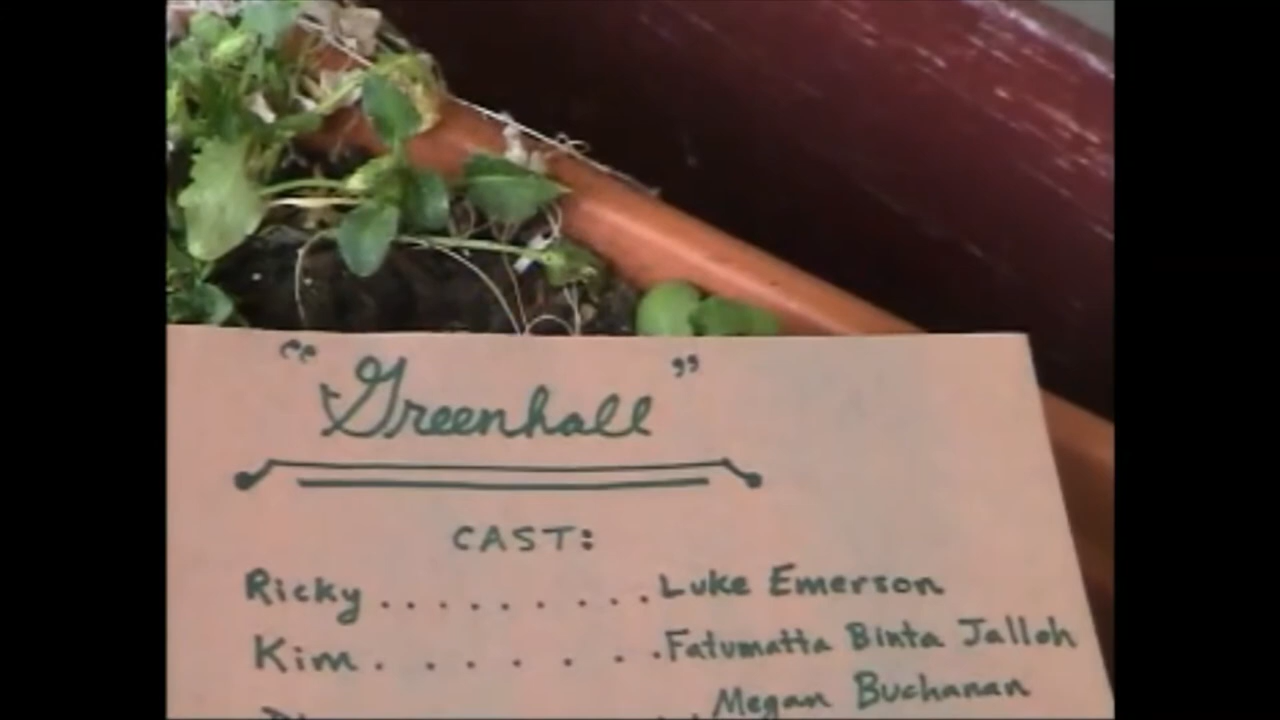 “Greenhall”
CAST:
Ricky . . . . . . . . . . Luke Emerson
Kim . . . . . . . Fatumatta Binta Jalloh
Megan Buchanan